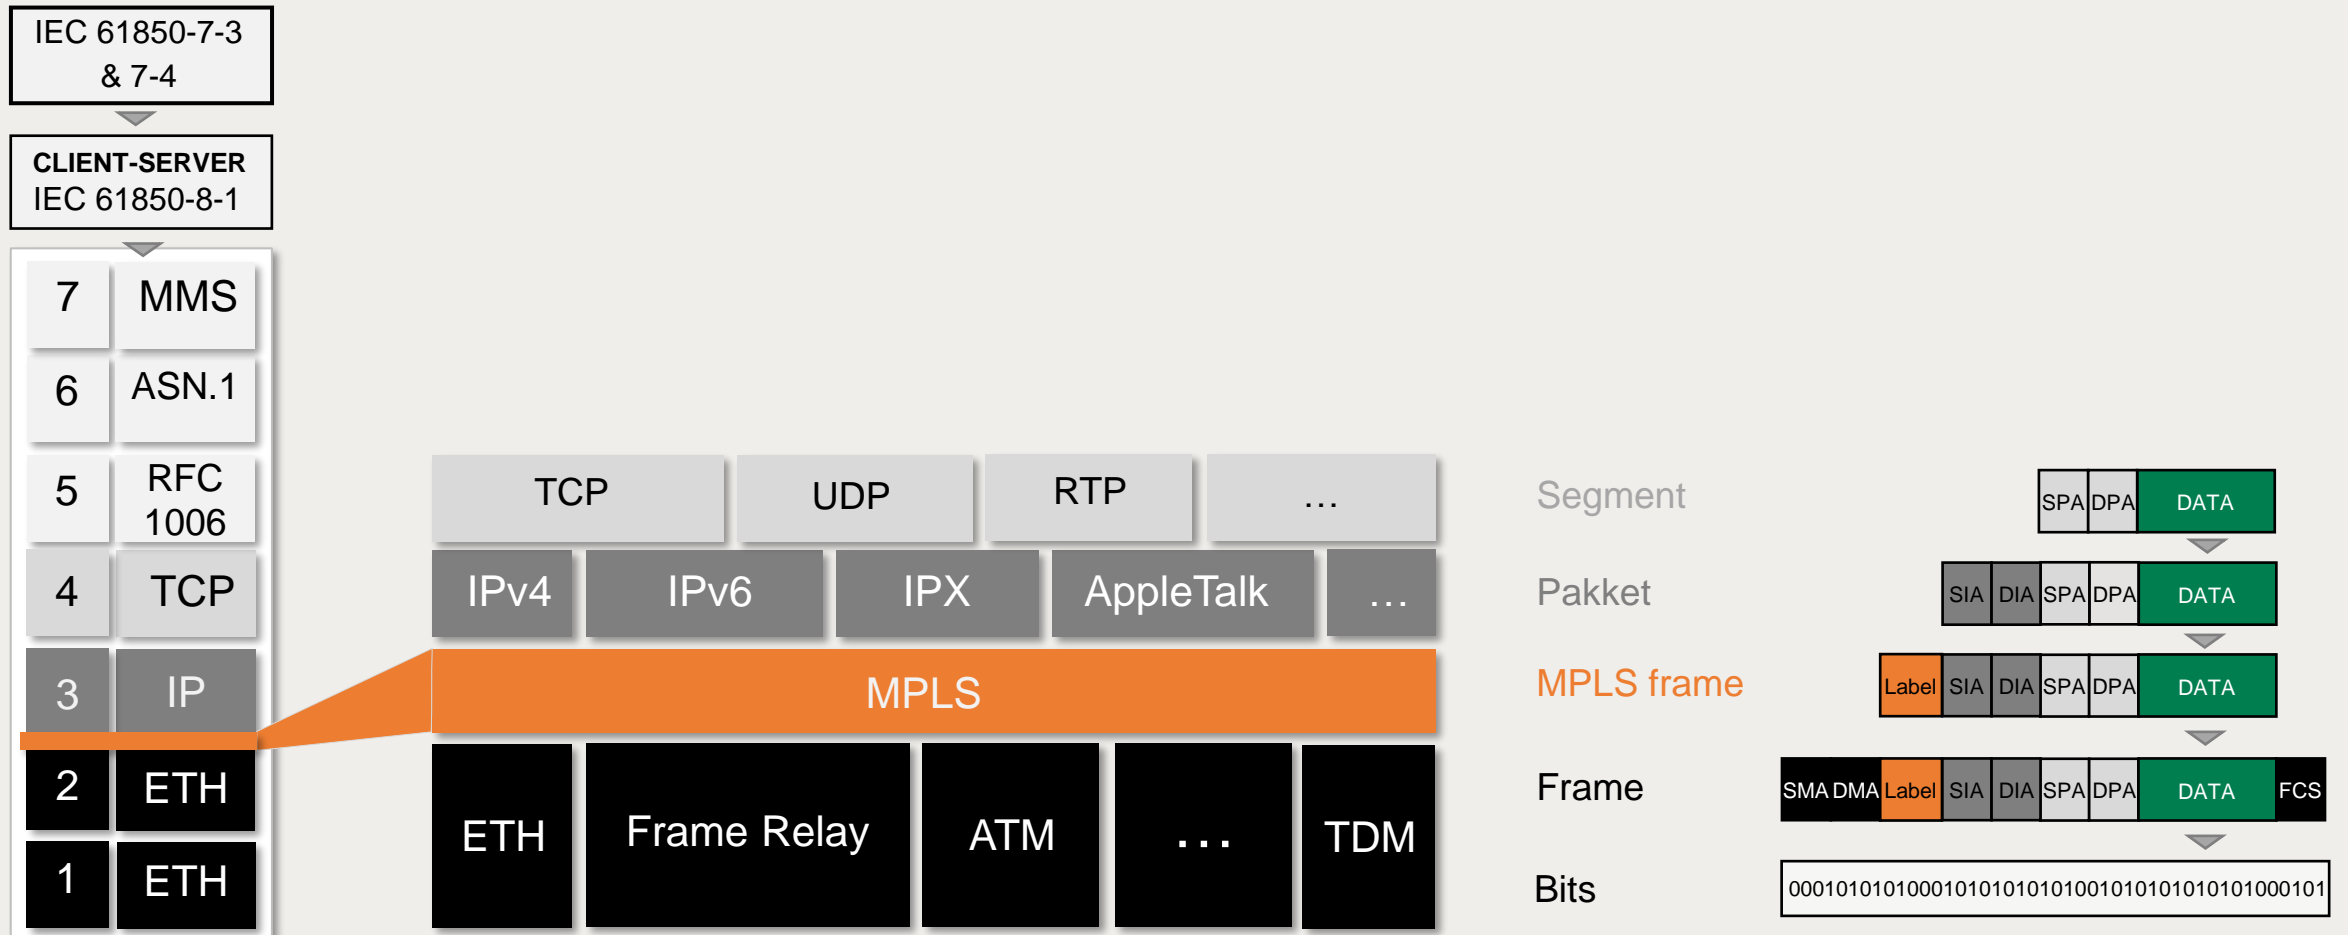 IEC 61850-7-3
& 7-4
CLIENT-SERVER
IEC 61850-8-1
7 MMS
6 ASN.1
5 RFC
1006
4 TCP
3 IP
2 ETH
1 ETH
TCP UDP RTP …
IPv4 IPv6 IPX AppleTalk …
MPLS
ETH Frame Relay ATM … TDM
Segment
SPA DPA DATA
Pakket
SIA DIA SPA DPA DATA
MPLS frame
Label SIA DIA SPA DPA DATA
Frame
SMA DMA Label SIA DIA SPA DPA DATA FCS
Bits